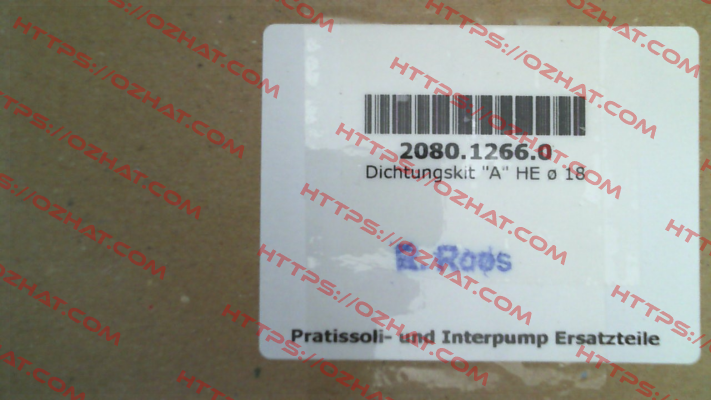 2080.1266.0
Dichtungskit "A" HE ø 18
R. Roos
Pratissoli- und Interpump Ersatzteile
HTTPS://OZHAT.COM